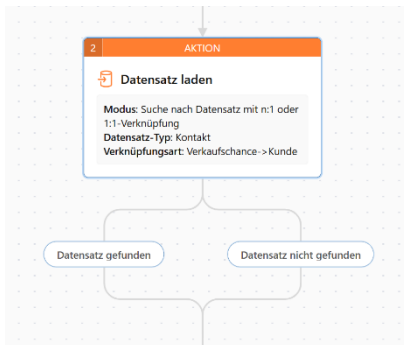 2 AKTION
Datensatz laden
Modus: Suche nach Datensatz mit n:1 oder
1:1-Verknüpfung
Datensatz-Typ: Kontakt
Verknüpfungsart: Verkaufschance->Kunde
Datensatz gefunden
Datensatz nicht gefunden